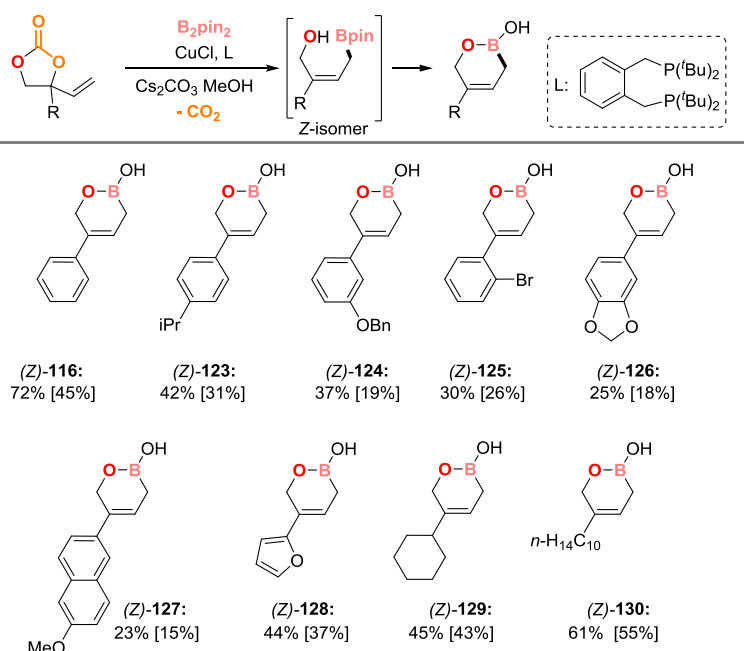 O
O
O
R
B₂pin₂
CuCl, L
Cs₂CO₃ MeOH
- CO₂
OH Bpin
R
Z-isomer
OH
O B
R
L:
P(ᵗBu)₂
P(ᵗBu)₂
OH
O B
OH
O B
iPr
OH
O B
OBn
OH
O B
Br
OH
O B
O O
(Z)-116:
72% [45%]
(Z)-123:
42% [31%]
(Z)-124:
37% [19%]
(Z)-125:
30% [26%]
(Z)-126:
25% [18%]
OH
O B
MeO
OH
O B
O
OH
O B
OH
O B
n-H₁₄C₁₀
(Z)-127:
23% [15%]
(Z)-128:
44% [37%]
(Z)-129:
45% [43%]
(Z)-130:
61% [55%]